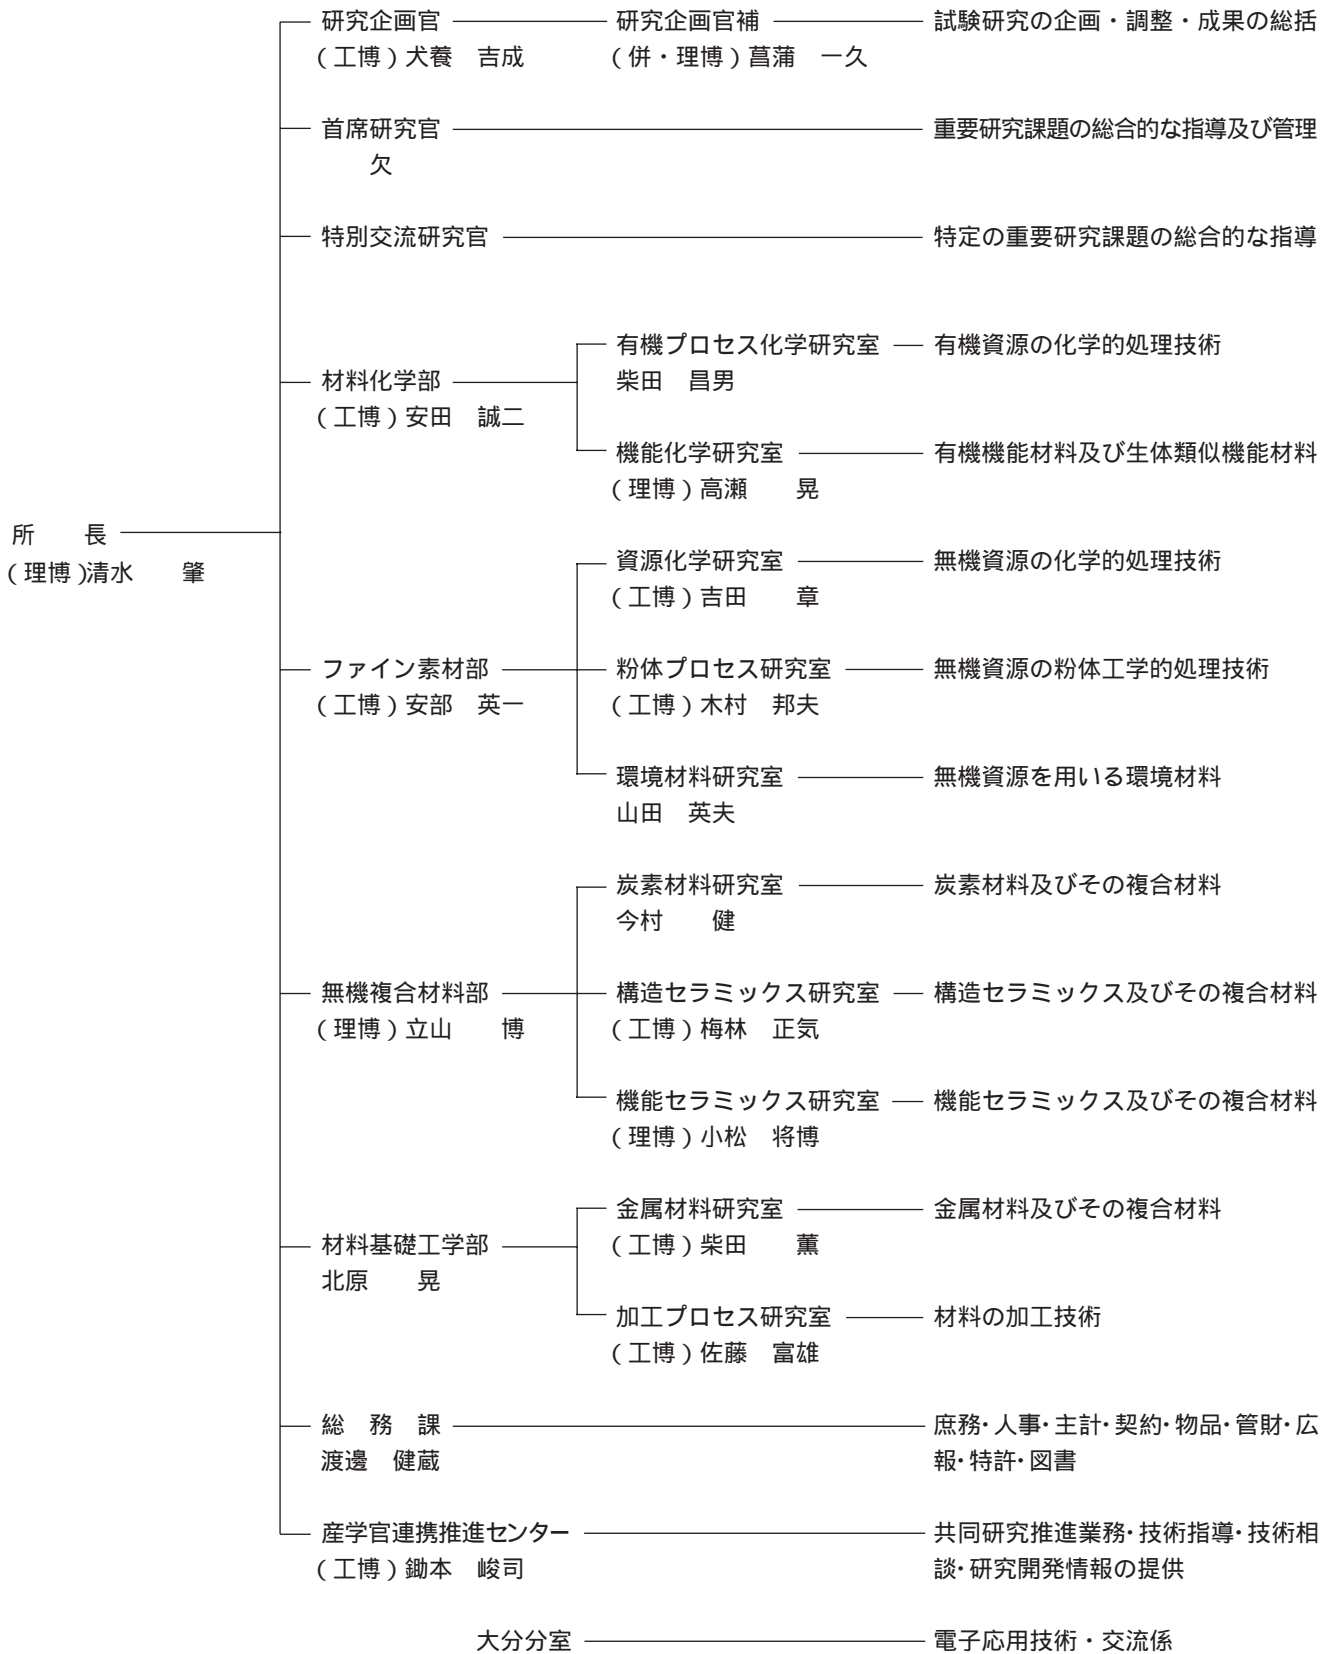 研究企画官 研究企画官補 試験研究の企画・調整・成果の総括
(工博)犬養　吉成 (併・理博)菖蒲　一久
首席研究官 重要研究課題の総合的な指導及び管理
欠
特別交流研究官 特定の重要研究課題の総合的な指導
有機プロセス化学研究室 有機資源の化学的処理技術
材料化学部 柴田　昌男
(工博)安田　誠二
機能化学研究室 有機機能材料及び生体類似機能材料
(理博)高瀬　　晃
所　　長
(理博)清水　　肇
資源化学研究室 無機資源の化学的処理技術
(工博)吉田　　章
ファイン素材部 粉体プロセス研究室 無機資源の粉体工学的処理技術
(工博)安部　英一 (工博)木村　邦夫
環境材料研究室 無機資源を用いる環境材料
山田　英夫
炭素材料研究室 炭素材料及びその複合材料
今村　　健
無機複合材料部 構造セラミックス研究室 構造セラミックス及びその複合材料
(理博)立山　　博 (工博)梅林　正気
機能セラミックス研究室 機能セラミックス及びその複合材料
(理博)小松　将博
金属材料研究室 金属材料及びその複合材料
材料基礎工学部 (工博)柴田　　薫
北原　　晃
加工プロセス研究室 材料の加工技術
(工博)佐藤　富雄
総　務　課 庶務・人事・主計・契約・物品・管財・広
渡邊　健蔵 報・特許・図書
産学官連携推進センター 共同研究推進業務・技術指導・技術相
(工博)鋤本　峻司 談・研究開発情報の提供
大分分室 電子応用技術・交流係